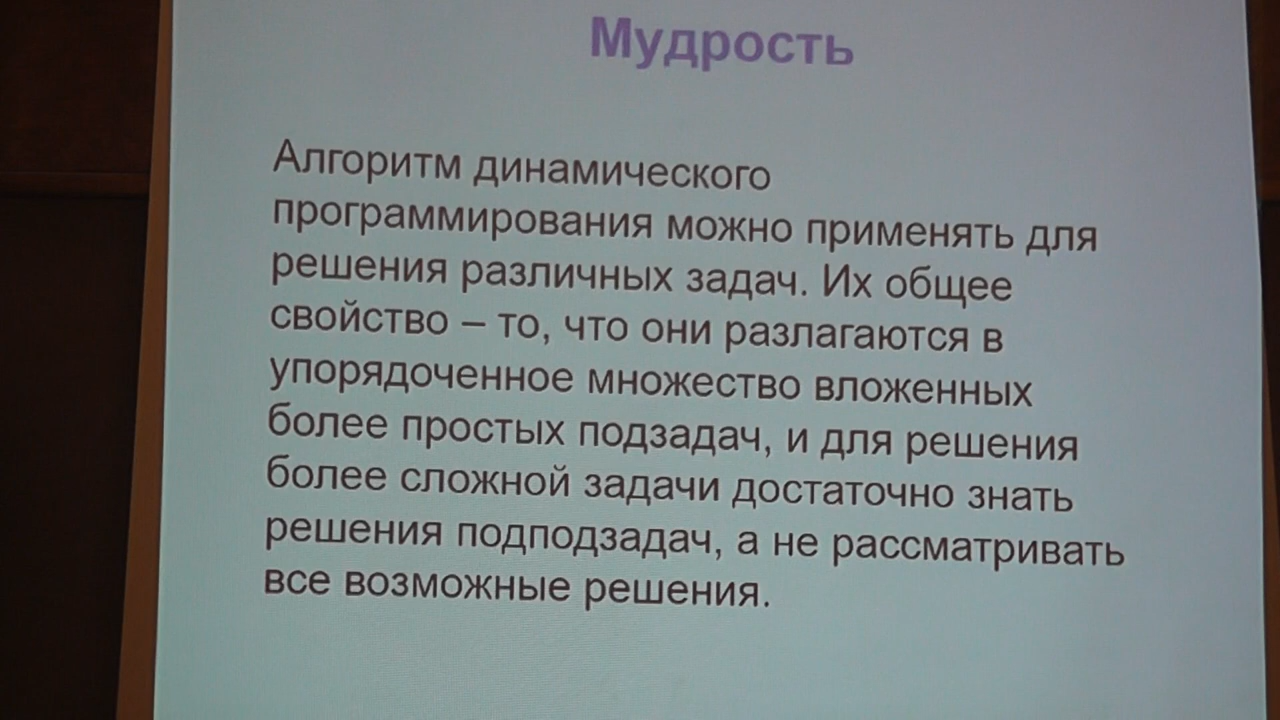 Мудрость
Алгоритм динамического
программирования можно применять для
решения различных задач. Их общее
свойство – то, что они разлагаются в
упорядоченное множество вложенных
более простых подзадач, и для решения
более сложной задачи достаточно знать
решения подподзадач, а не рассматривать
все возможные решения.